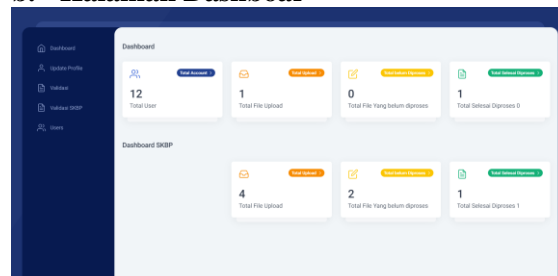 Dashboard
Update Profile
Validasi
Validasi SKBP
Users
Dashboard
Total Account
12
Total User
Total Upload
1
Total File Upload
Total belum Diproses
0
Total File Yang belum diproses
Total Selesai Diproses
1
Total Selesai Diproses 0
Dashboard SKBP
Total Upload
4
Total File Upload
Total belum Diproses
2
Total File Yang belum diproses
Total Selesai Diproses
1
Total Selesai Diproses 1